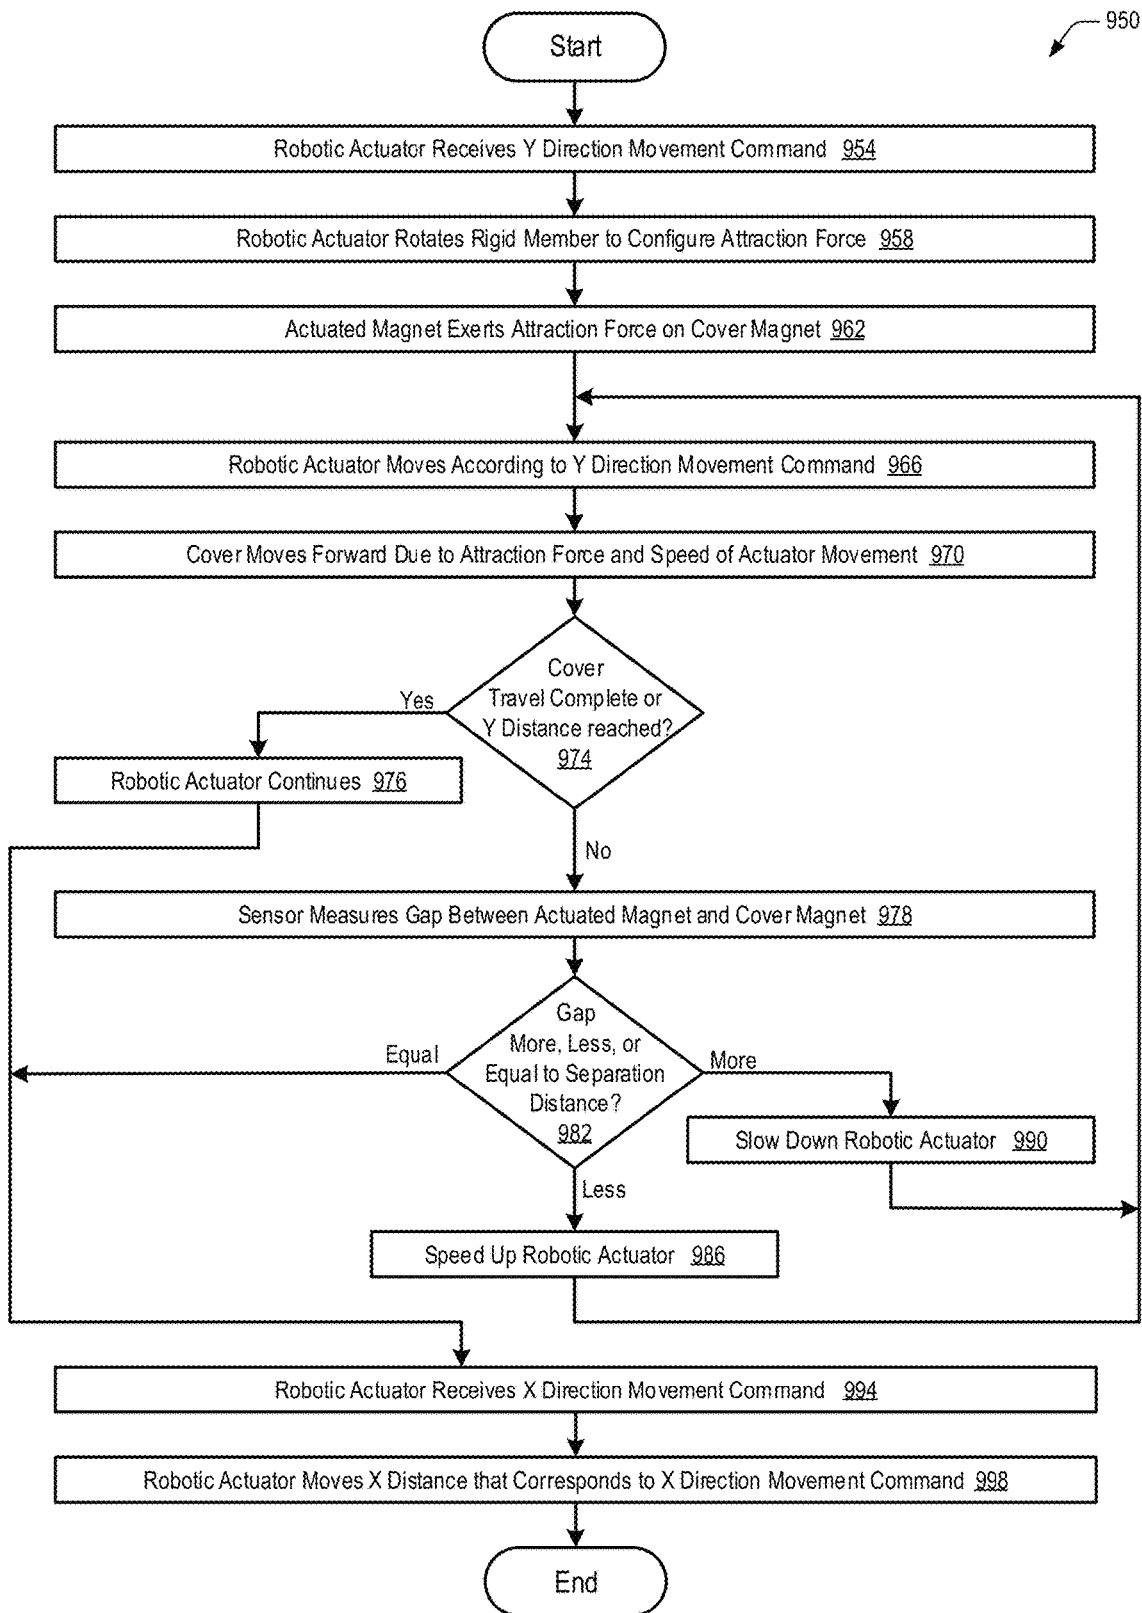 950
Start
Robotic Actuator Receives Y Direction Movement Command 954
Robotic Actuator Rotates Rigid Member to Configure Attraction Force 958
Actuated Magnet Exerts Attraction Force on Cover Magnet 962
Robotic Actuator Moves According to Y Direction Movement Command 966
Cover Moves Forward Due to Attraction Force and Speed of Actuator Movement 970
Cover
Travel Complete or
Y Distance reached?
974
Yes
Robotic Actuator Continues 976
No
Sensor Measures Gap Between Actuated Magnet and Cover Magnet 978
Gap
More, Less, or
Equal to Separation
Distance?
982
Equal
More
Slow Down Robotic Actuator 990
Less
Speed Up Robotic Actuator 986
Robotic Actuator Receives X Direction Movement Command 994
Robotic Actuator Moves X Distance that Corresponds to X Direction Movement Command 998
End